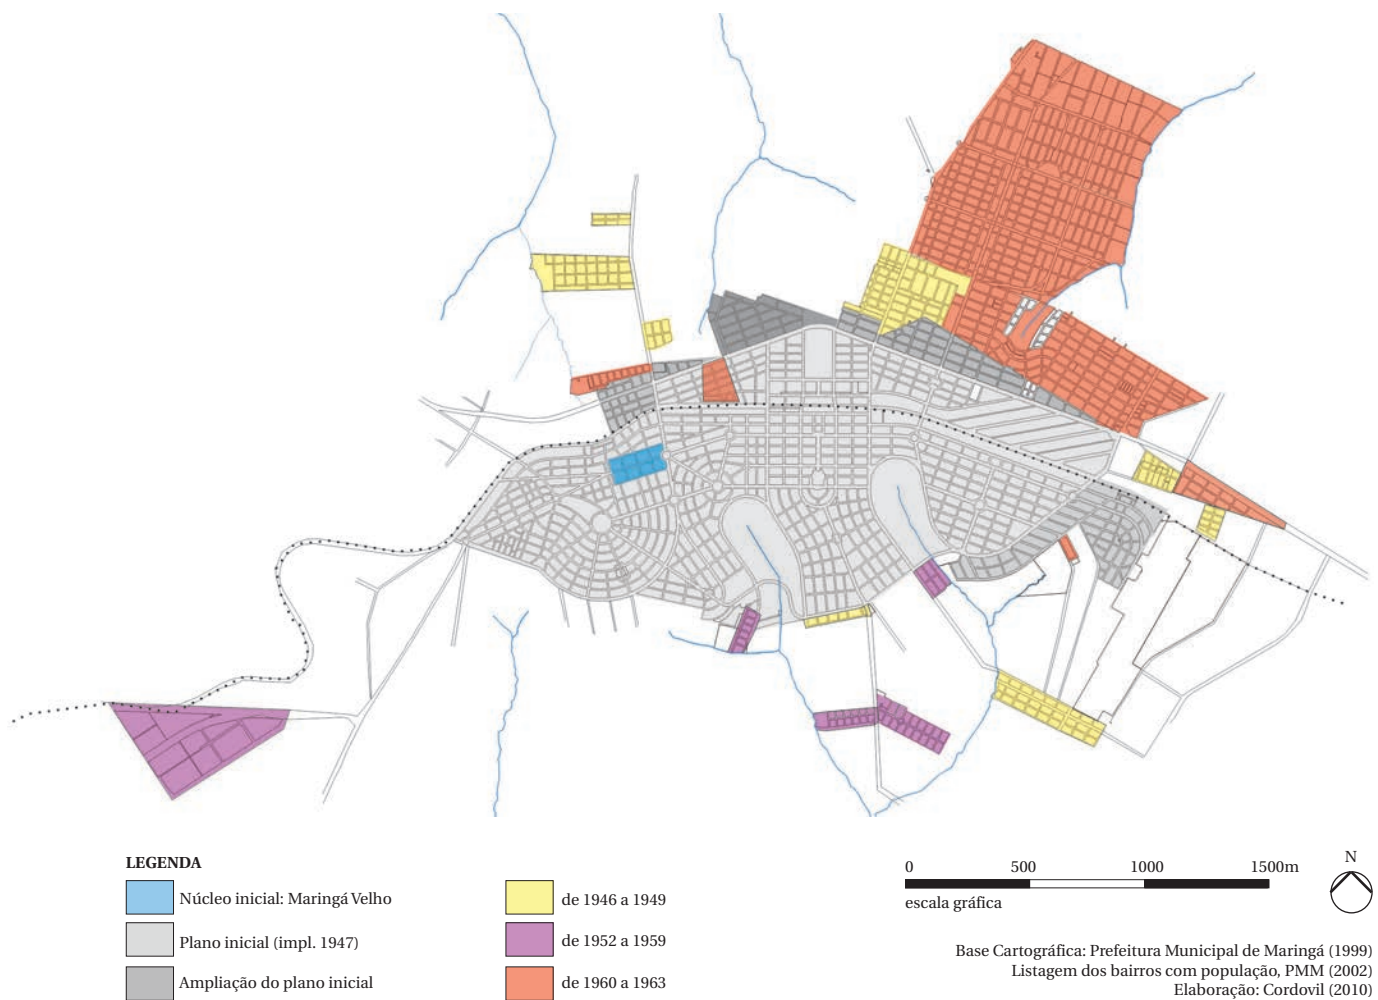 LEGENDA
Núcleo inicial: Maringá Velho
Plano inicial (impl. 1947)
Ampliação do plano inicial
de 1946 a 1949
de 1952 a 1959
de 1960 a 1963
0 500 1000 1500m
escala gráfica
N
Base Cartográfica: Prefeitura Municipal de Maringá (1999)
Listagem dos bairros com população, PMM (2002)
Elaboração: Cordovil (2010)